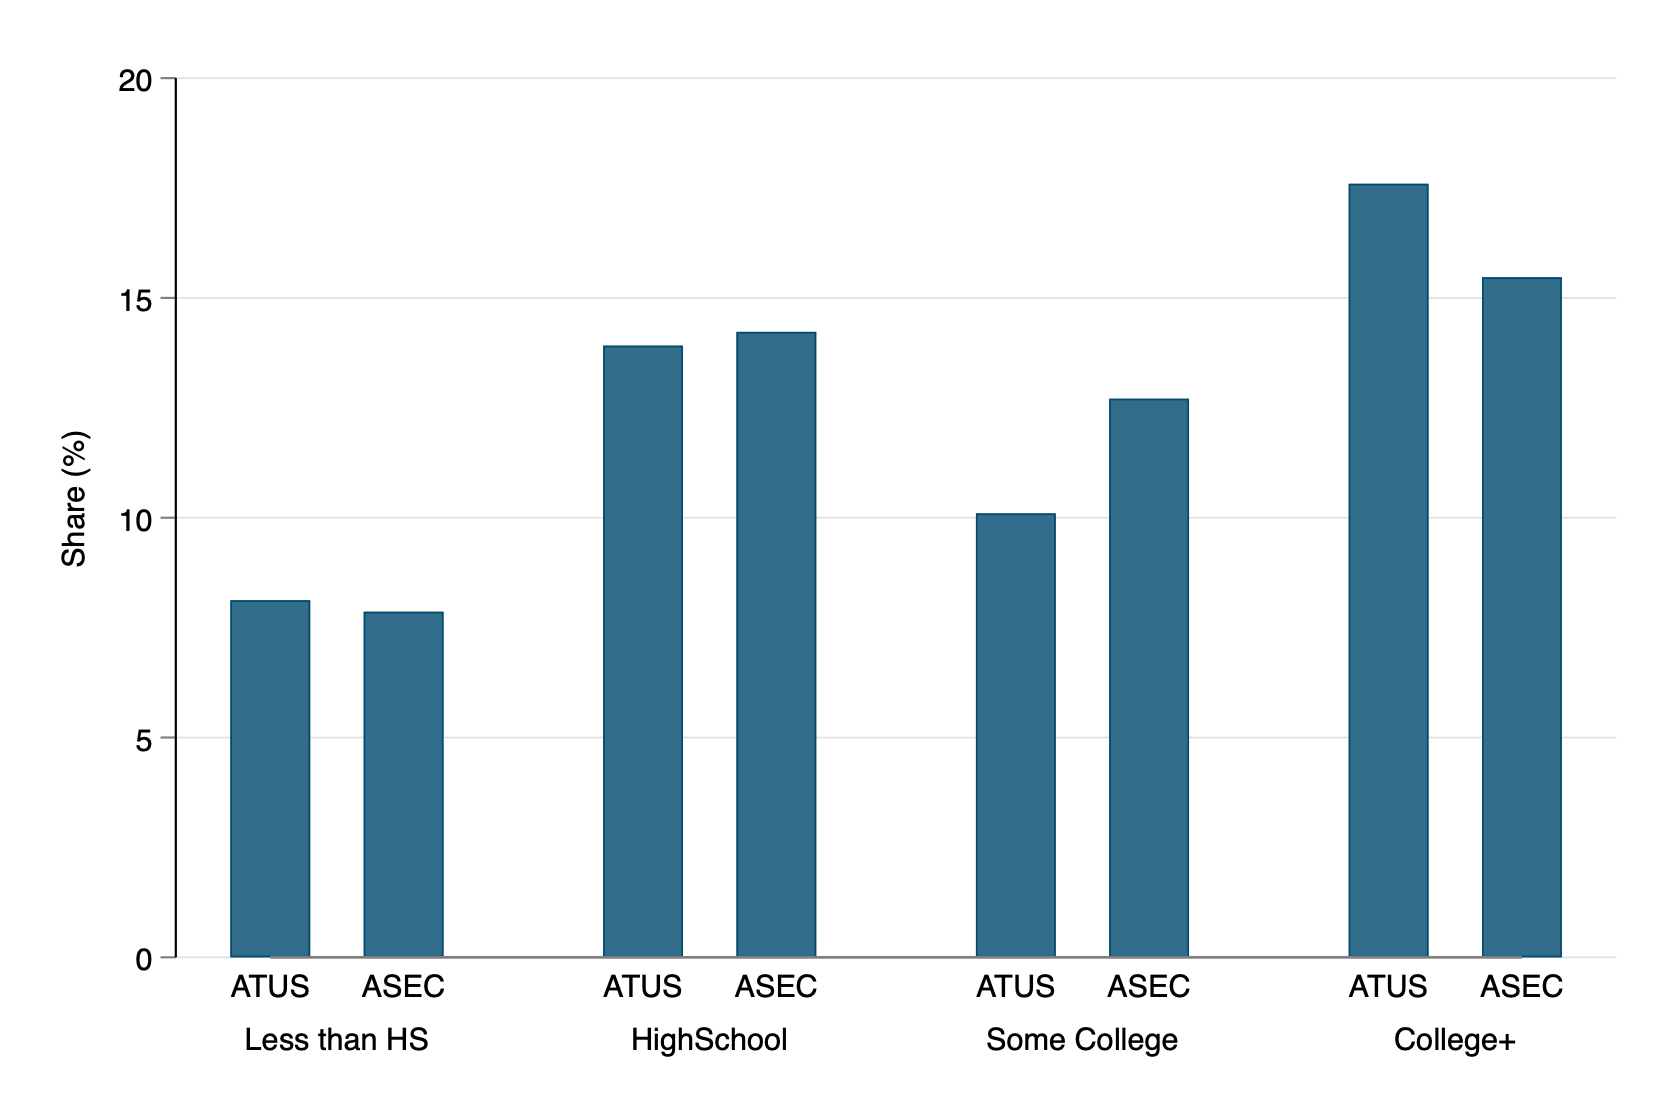 20
15
10
5
0
Share (%)
ATUS ASEC ATUS ASEC ATUS ASEC ATUS ASEC
Less than HS HighSchool Some College College+